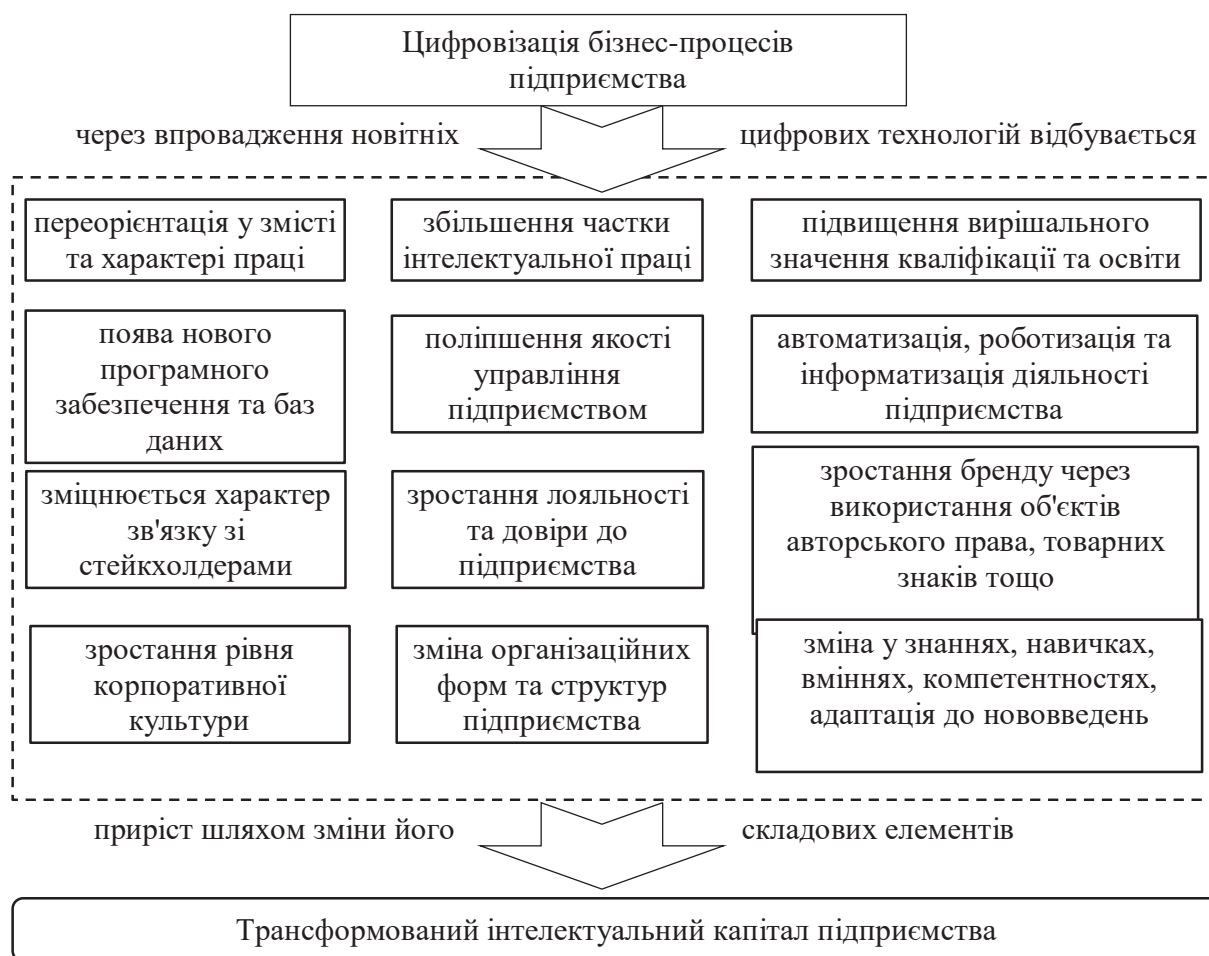 Цифровізація бізнес-процесів
підприємства
через впровадження новітніх
цифрових технологій відбувається
переорієнтація у змісті
та характері праці
збільшення частки
інтелектуальної праці
підвищення вирішального
значення кваліфікації та освіти
поява нового
програмного
забезпечення та баз
даних
поліпшення якості
управління
підприємством
автоматизація, роботизація та
інформатизація діяльності
підприємства
зміцнюється характер
зв'язку зі
стейкхолдерами
зростання лояльності
та довіри до
підприємства
зростання бренду через
використання об'єктів
авторського права, товарних
знаків тощо
зростання рівня
корпоративної
культури
зміна організаційних
форм та структур
підприємства
зміна у знаннях, навичках,
вміннях, компетентностях,
адаптація до нововведень
приріст шляхом зміни його
складових елементів
Трансформований інтелектуальний капітал підприємства